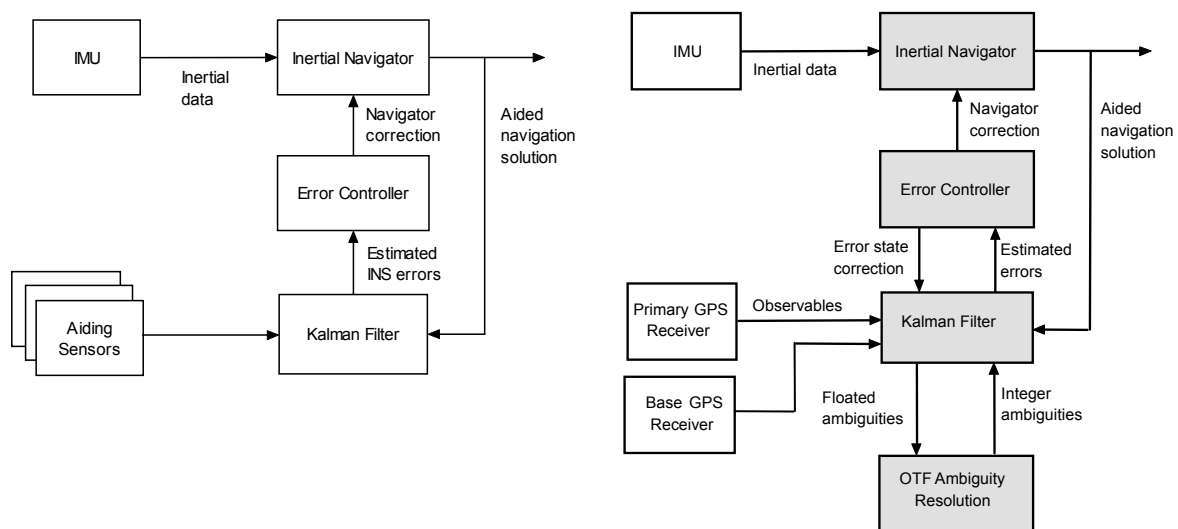 IMU
Inertial
data
Inertial Navigator
Navigator
correction
Aided
navigation
solution
Error Controller
Estimated
INS errors
Aiding
Sensors
Kalman Filter
IMU
Inertial data
Inertial Navigator
Navigator
correction
Aided
navigation
solution
Error Controller
Error state
correction
Estimated
errors
Primary GPS
Receiver
Observables
Kalman Filter
Base GPS
Receiver
Floated
ambiguities
Integer
ambiguities
OTF Ambiguity
Resolution